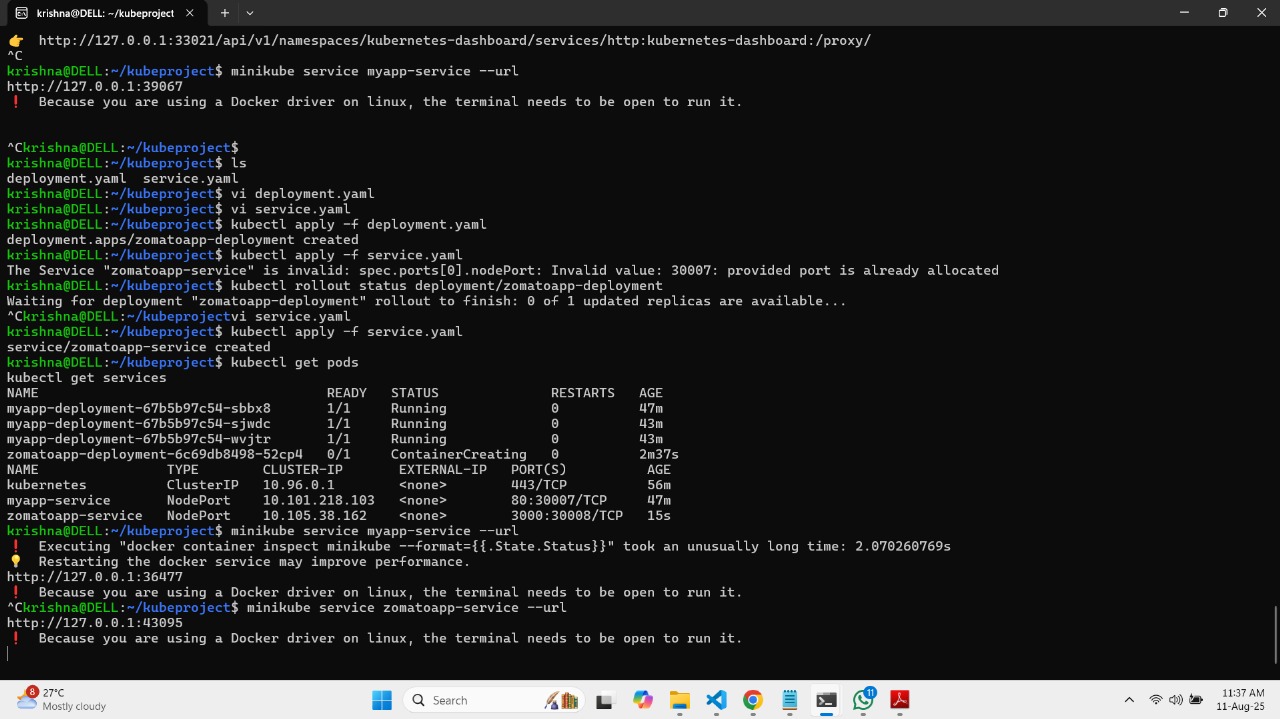 krishna@DELL: ~/kubeproject
http://127.0.0.1:33021/api/v1/namespaces/kubernetes-dashboard/services/http:kubernetes-dashboard:/proxy/
^C
krishna@DELL:~/kubeproject$ minikube service myapp-service --url
http://127.0.0.1:39067
❗  Because you are using a Docker driver on linux, the terminal needs to be open to run it.
^Ckrishna@DELL:~/kubeproject$
krishna@DELL:~/kubeproject$ ls
deployment.yaml  service.yaml
krishna@DELL:~/kubeproject$ vi deployment.yaml
krishna@DELL:~/kubeproject$ vi service.yaml
krishna@DELL:~/kubeproject$ kubectl apply -f deployment.yaml
deployment.apps/zomatoapp-deployment created
krishna@DELL:~/kubeproject$ kubectl apply -f service.yaml
The Service "zomatoapp-service" is invalid: spec.ports[0].nodePort: Invalid value: 30007: provided port is already allocated
krishna@DELL:~/kubeproject$ kubectl rollout status deployment/zomatoapp-deployment
Waiting for deployment "zomatoapp-deployment" rollout to finish: 0 of 1 updated replicas are available...
^Ckrishna@DELL:~/kubeprojectvi service.yaml
krishna@DELL:~/kubeproject$ kubectl apply -f service.yaml
service/zomatoapp-service created
krishna@DELL:~/kubeproject$ kubectl get pods
kubectl get services
NAME                                    READY   STATUS              RESTARTS   AGE
myapp-deployment-67b5b97c54-sbbx8       1/1     Running             0          47m
myapp-deployment-67b5b97c54-sjwdc       1/1     Running             0          43m
myapp-deployment-67b5b97c54-wvjtr       1/1     Running             0          43m
zomatoapp-deployment-6c69db8498-52cp4   0/1     ContainerCreating   0          2m37s
NAME                TYPE        CLUSTER-IP       EXTERNAL-IP   PORT(S)          AGE
kubernetes          ClusterIP   10.96.0.1        <none>        443/TCP          56m
myapp-service       NodePort    10.101.218.103   <none>        80:30007/TCP     47m
zomatoapp-service   NodePort    10.105.38.162    <none>        3000:30008/TCP   15s
krishna@DELL:~/kubeproject$ minikube service myapp-service --url
❗  Executing "docker container inspect minikube --format={{.State.Status}}" took an unusually long time: 2.070260769s
💡  Restarting the docker service may improve performance.
http://127.0.0.1:36477
❗  Because you are using a Docker driver on linux, the terminal needs to be open to run it.
^Ckrishna@DELL:~/kubeproject$ minikube service zomatoapp-service --url
http://127.0.0.1:43095
❗  Because you are using a Docker driver on linux, the terminal needs to be open to run it.
8
27°C
Mostly cloudy
Search
11
11:37 AM
11-Aug-25